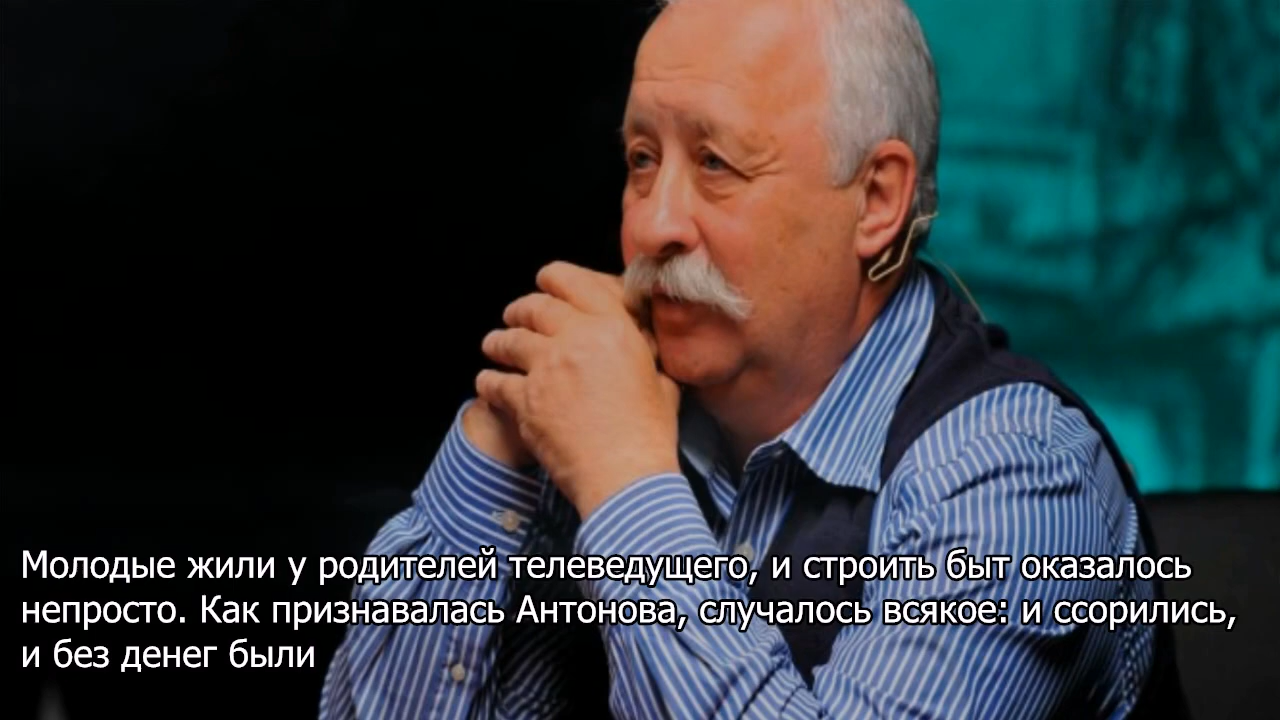 Молодые жили у родителей телеведущего, и строить быт оказалось
непросто. Как признавалась Антонова, случалось всякое: и ссорились,
и без денег были